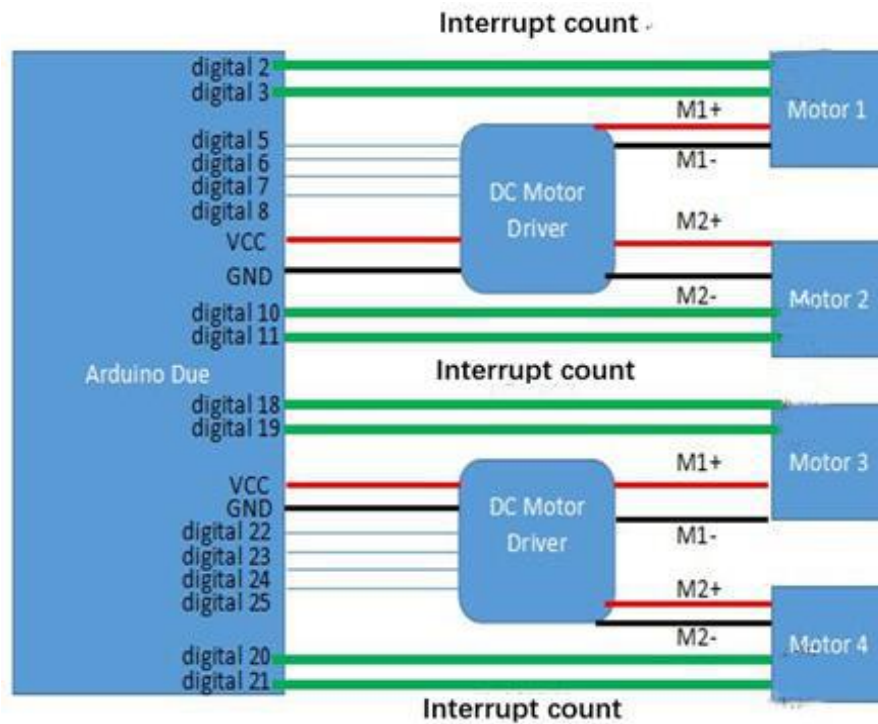 Interrupt count
digital 2
digital 3
digital 5
digital 6
digital 7
digital 8
VCC
GND
digital 10
digital 11
Arduino Due
digital 18
digital 19
VCC
GND
digital 22
digital 23
digital 24
digital 25
digital 20
digital 21
DC Motor
Driver
M1+
M1-
M2+
M2-
Motor 1
Motor 2
Interrupt count
DC Motor
Driver
M1+
M1-
M2+
M2-
Motor 3
Motor 4
Interrupt count